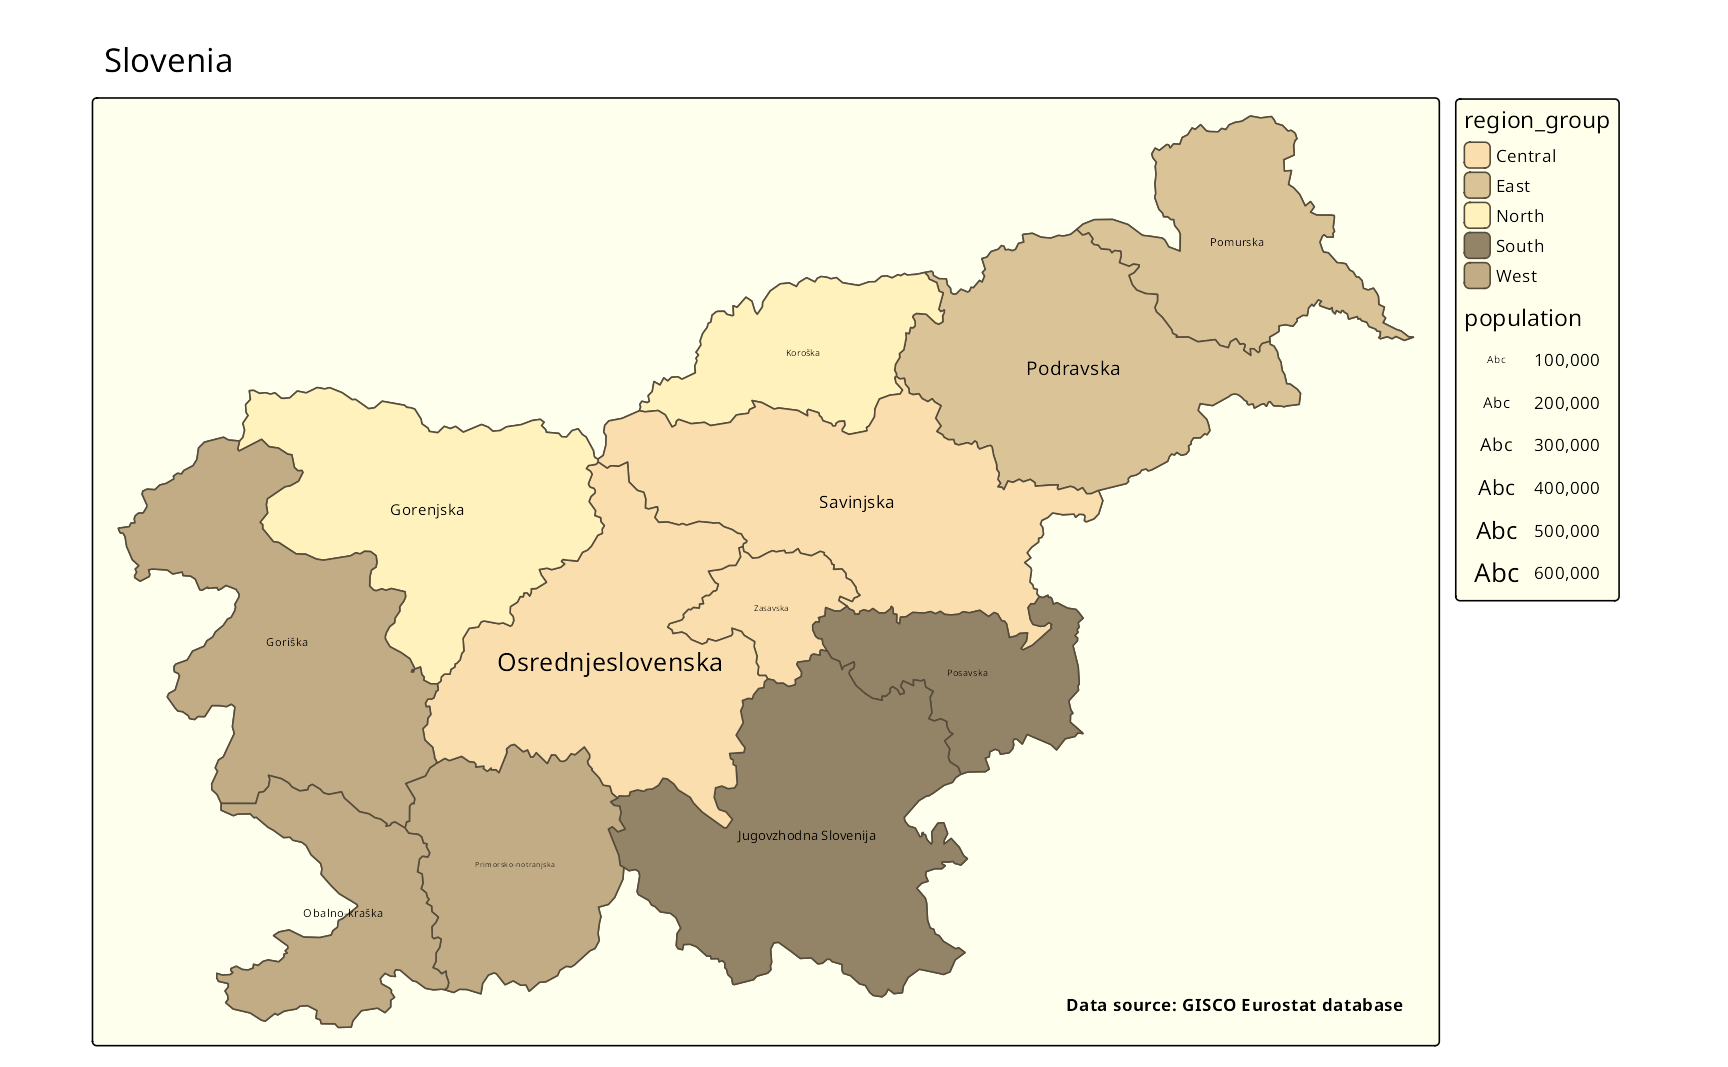 Slovenia
Pomurska
Koroška
Podravska
Gorenjska
Savinjska
Zasavska
Goriška
Osrednjeslovenska
Posavska
Jugovzhodna Slovenija
Primorsko-notranjska
Obalno-kraška
Data source: GISCO Eurostat database
region_group
Central
East
North
South
West
population
Abc 100,000
Abc 200,000
Abc 300,000
Abc 400,000
Abc 500,000
Abc 600,000